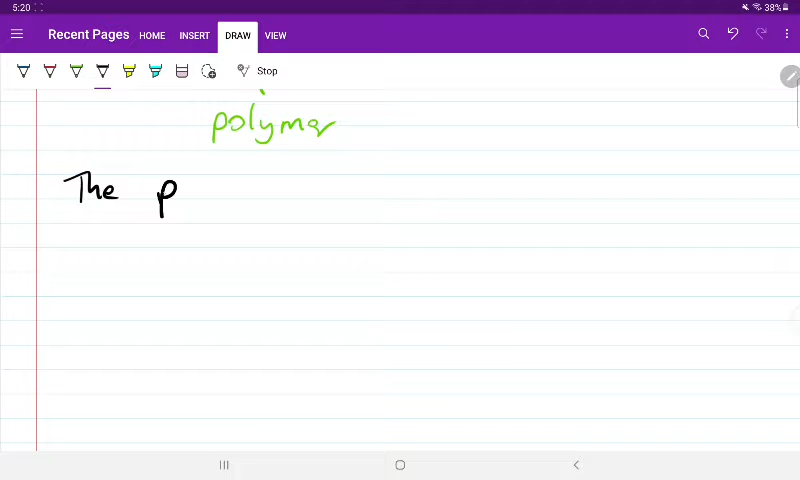 5:20 38%
Recent Pages HOME INSERT DRAW VIEW
Stop
polymer
The p